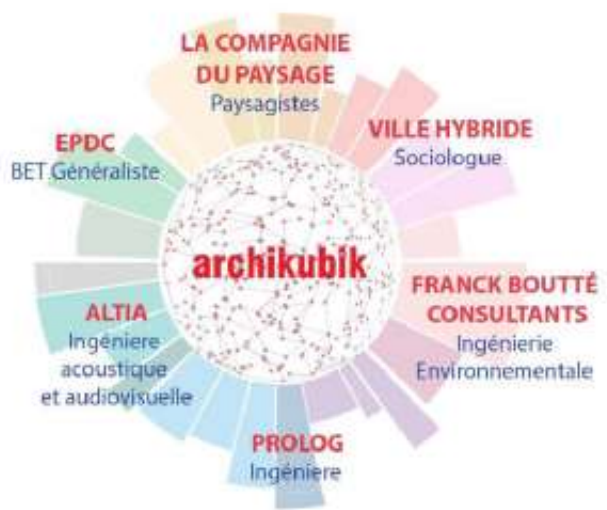 LA COMPAGNIE
DU PAYSAGE
Paysagistes
VILLE HYBRIDE
Sociologue
EPDC
BET Généraliste
archikubik
FRANCK BOUTTÉ
CONSULTANTS
Ingénierie
Environnementale
ALTIA
Ingéniere
acoustique
et audiovisuelle
PROLOG
Ingéniere